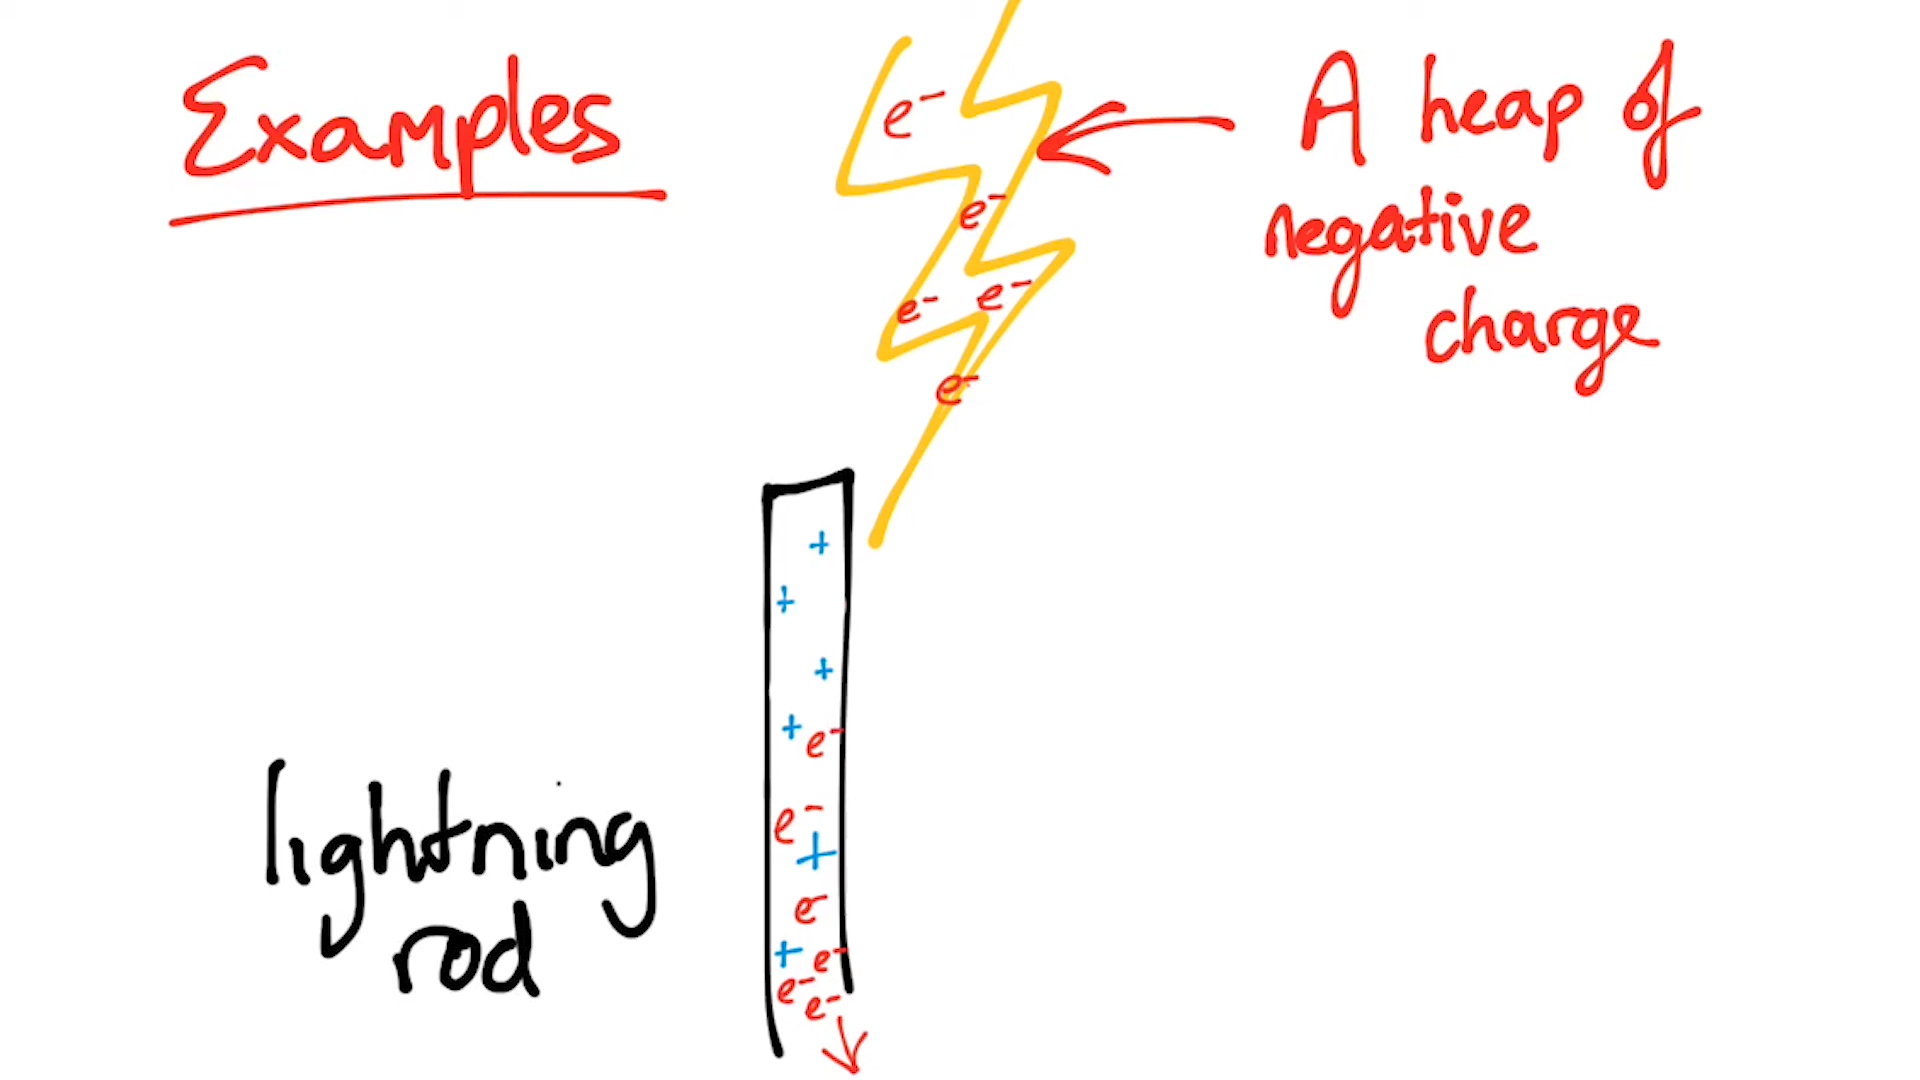 Examples
A heap of
negative
charge
e⁻
e⁻
e⁻ e⁻
e⁻
+
+
+
+ e⁻
e⁻
+
e⁻
+ e⁻
e⁻
e⁻
lightning
rod